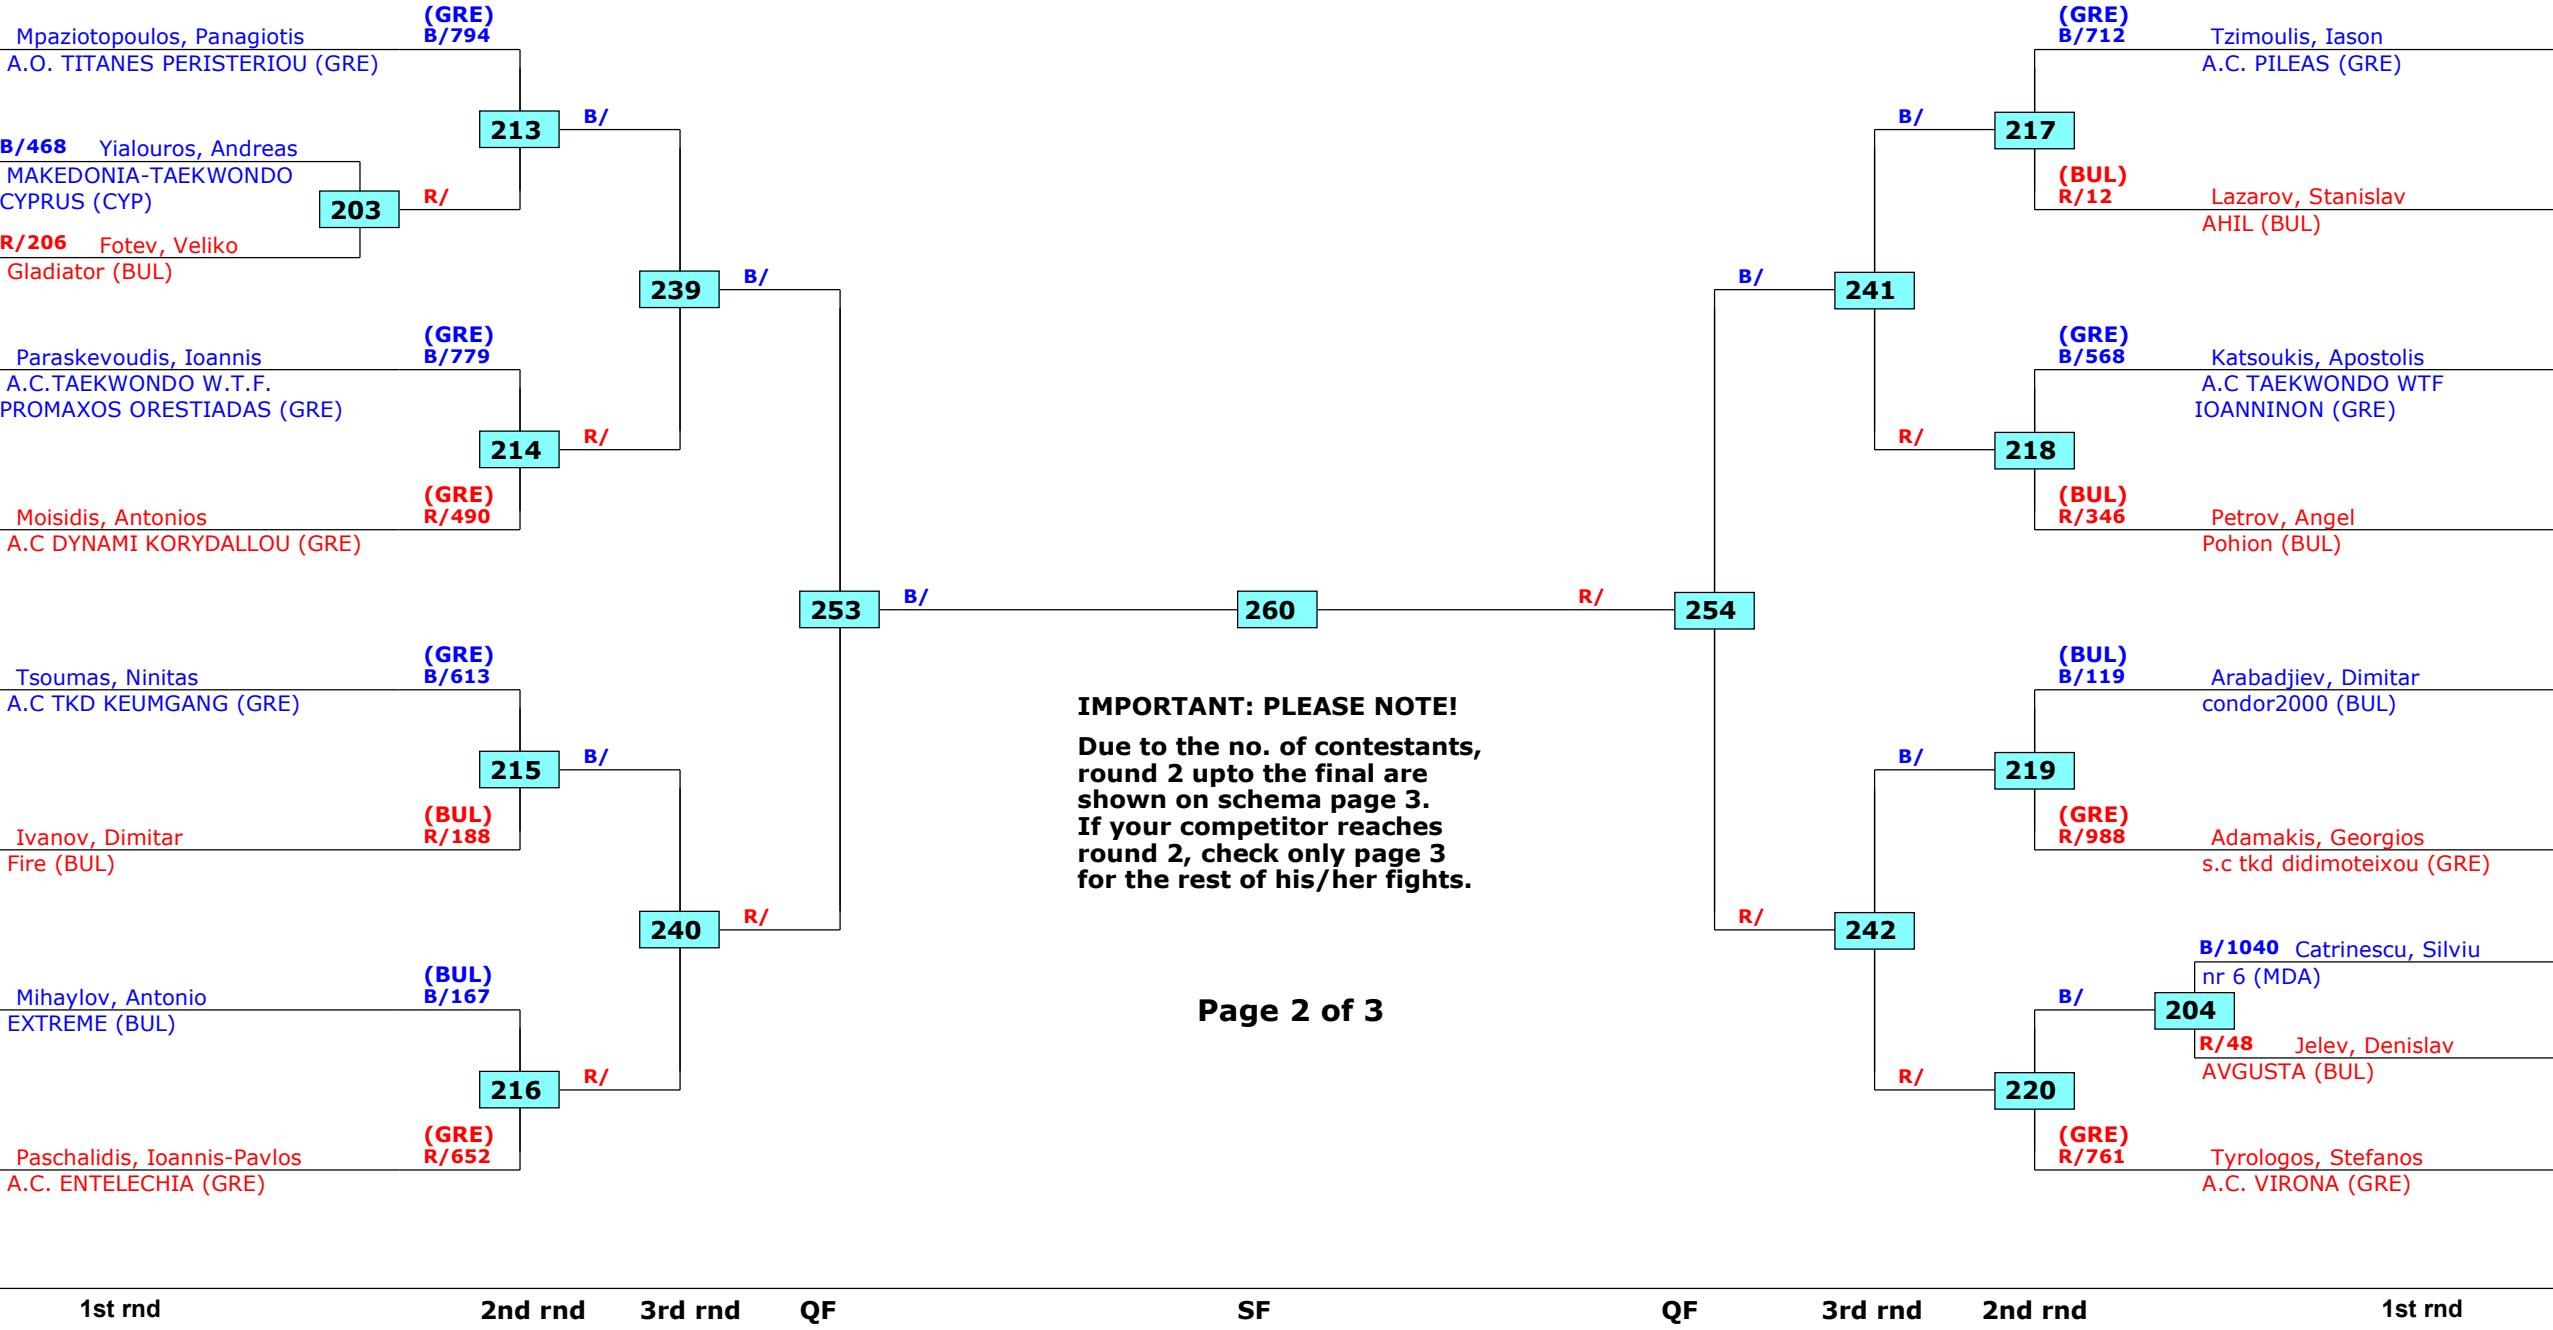 (GRE)
Mpaziotopoulos, Panagiotis B/794
A.O. TITANES PERISTERIOU (GRE)
213
B/
B/468 Yialouros, Andreas
MAKEDONIA-TAEKWONDO
CYPRUS (CYP)
203
R/
R/206 Fotev, Veliko
Gladiator (BUL)
239
B/
(GRE)
Paraskevoudis, Ioannis B/779
A.C.TAEKWONDO W.T.F.
PROMAXOS ORESTIADAS (GRE)
214
R/
(GRE)
Moisidis, Antonios R/490
A.C DYNAMI KORYDALLOU (GRE)
253
B/
(GRE)
Tsoumas, Ninitas B/613
A.C TKD KEUMGANG (GRE)
215
B/
(BUL)
Ivanov, Dimitar R/188
Fire (BUL)
240
R/
(BUL)
Mihaylov, Antonio B/167
EXTREME (BUL)
216
R/
(GRE)
Paschalidis, Ioannis-Pavlos R/652
A.C. ENTELECHIA (GRE)
260
IMPORTANT: PLEASE NOTE!
Due to the no. of contestants,
round 2 upto the final are
shown on schema page 3.
If your competitor reaches
round 2, check only page 3
for the rest of his/her fights.
Page 2 of 3
(GRE)
B/712 Tzimoulis, Iason
A.C. PILEAS (GRE)
B/
217
(BUL)
R/12 Lazarov, Stanislav
AHIL (BUL)
B/
241
(GRE)
B/568 Katsoukis, Apostolis
A.C TAEKWONDO WTF
IOANNINON (GRE)
R/
218
(BUL)
R/346 Petrov, Angel
Pohion (BUL)
R/
254
(BUL)
B/119 Arabadjiev, Dimitar
condor2000 (BUL)
B/
219
(GRE)
R/988 Adamakis, Georgios
s.c tkd didimoteixou (GRE)
R/
242
B/1040 Catrinescu, Silviu
nr 6 (MDA)
B/
204
R/48 Jelev, Denislav
AVGUSTA (BUL)
R/
220
(GRE)
R/761 Tyrologos, Stefanos
A.C. VIRONA (GRE)
1st rnd 2nd rnd 3rd rnd QF SF QF 3rd rnd 2nd rnd 1st rnd